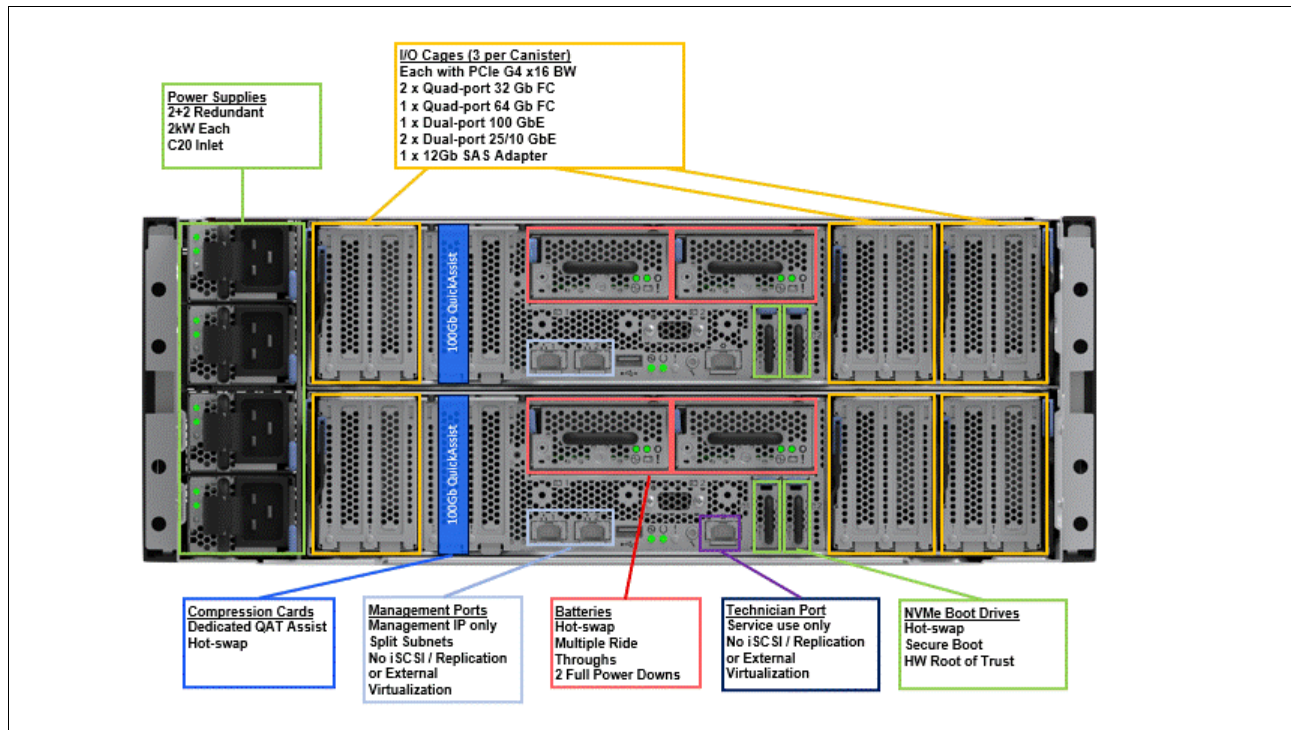 I/O Cages (3 per Canister)
Each with PCIe G4 x16 BW
2 x Quad-port 32 Gb FC
1 x Quad-port 64 Gb FC
1 x Dual-port 100 GbE
2 x Dual-port 25/10 GbE
1 x 12Gb SAS Adapter
Power Supplies
2+2 Redundant
2kW Each
C20 Inlet
100Gb QuickAssist
100Gb QuickAssist
Compression Cards
Dedicated QAT Assist
Hot-swap
Management Ports
Management IP only
Split Subnets
No iSCSI / Replication
or External
Virtualization
Batteries
Hot-swap
Multiple Ride
Throughs
2 Full Power Downs
Technician Port
Service use only
No iSCSI / Replication
or External
Virtualization
NVMe Boot Drives
Hot-swap
Secure Boot
HW Root of Trust